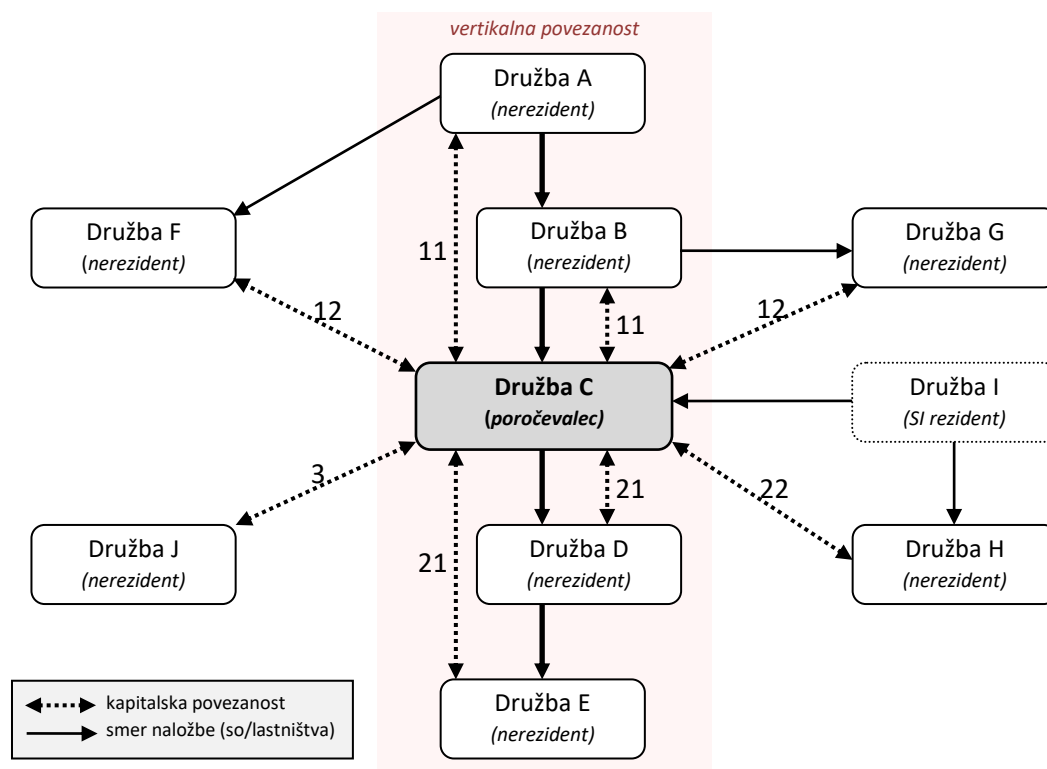 vertikalna povezanost
Družba A
(nerezident)
Družba F
(nerezident)
Družba B
(nerezident)
Družba G
(nerezident)
11
12
11
12
Družba C
(poročevalec)
Družba I
(SI rezident)
3
21
22
21
Družba J
(nerezident)
Družba D
(nerezident)
Družba H
(nerezident)
Družba E
(nerezident)
kapitalska povezanost
smer naložbe (so/lastništva)